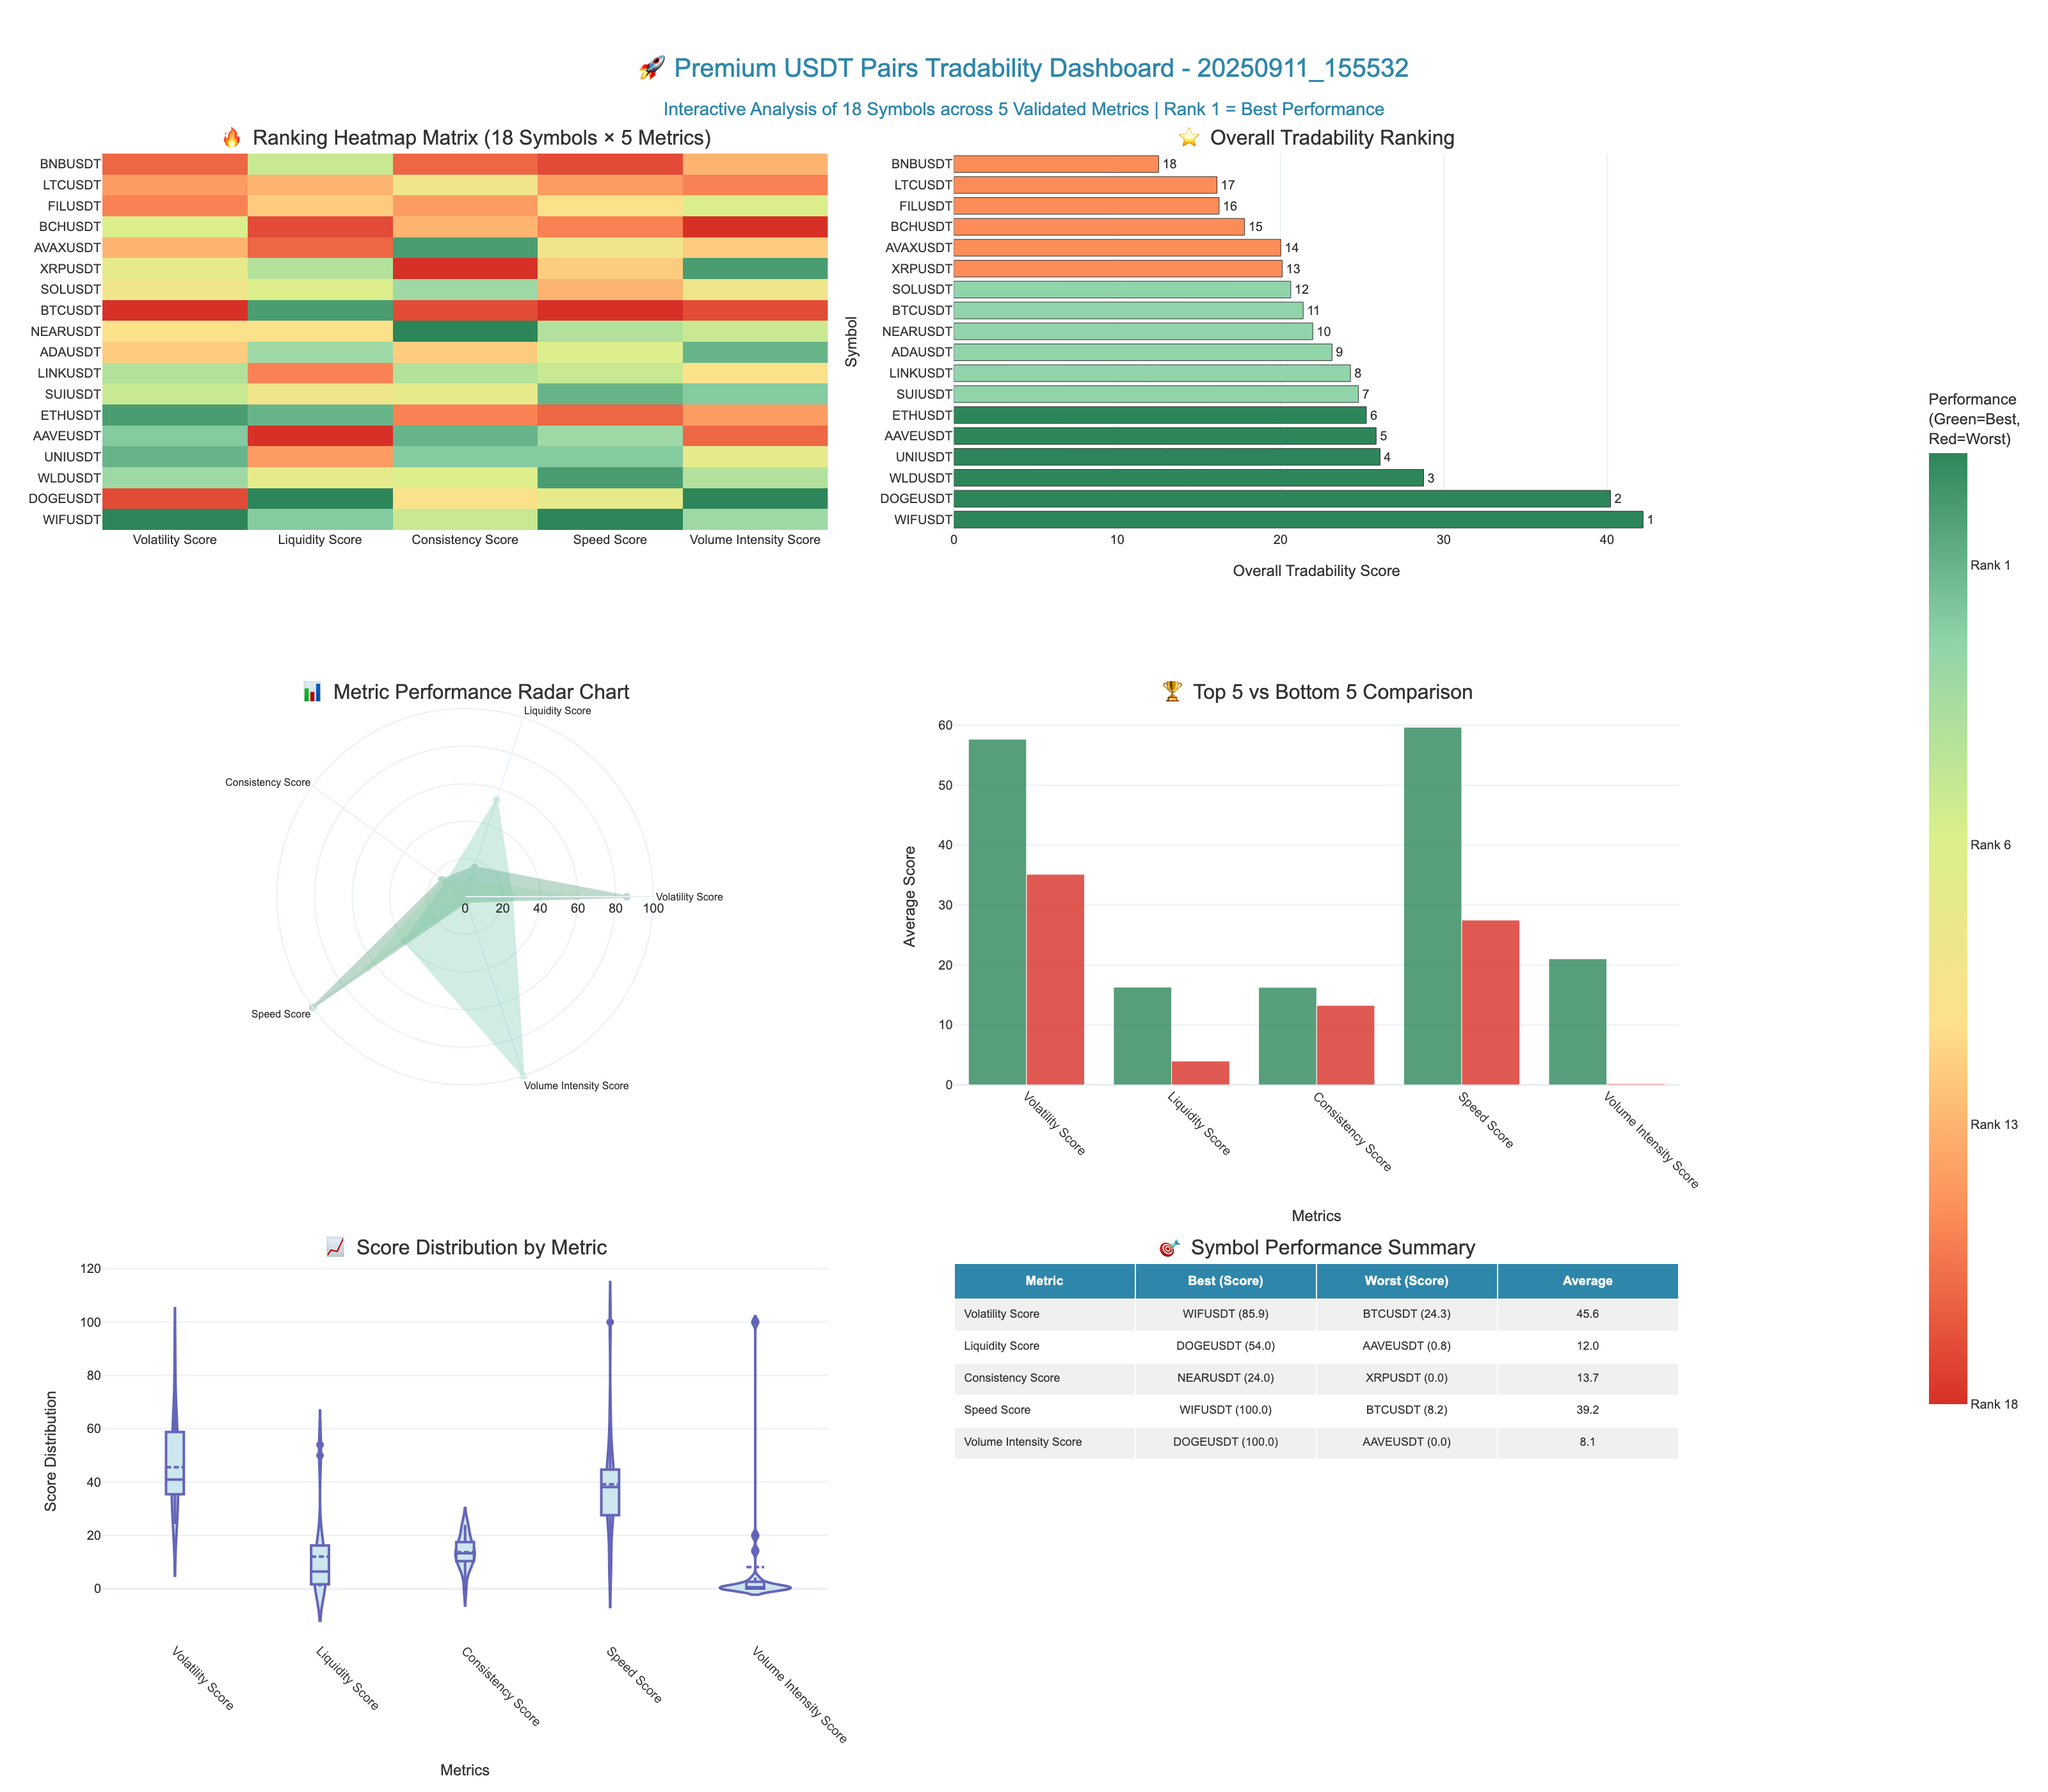 🚀 Premium USDT Pairs Tradability Dashboard - 20250911_155532
Interactive Analysis of 18 Symbols across 5 Validated Metrics | Rank 1 = Best Performance
🔥 Ranking Heatmap Matrix (18 Symbols × 5 Metrics)
BNBUSDT
LTCUSDT
FILUSDT
BCHUSDT
AVAXUSDT
XRPUSDT
SOLUSDT
BTCUSDT
NEARUSDT
ADAUSDT
LINKUSDT
SUIUSDT
ETHUSDT
AAVEUSDT
UNIUSDT
WLDUSDT
DOGEUSDT
WIFUSDT
Volatility Score Liquidity Score Consistency Score Speed Score Volume Intensity Score
⭐ Overall Tradability Ranking
Symbol
BNBUSDT 18
LTCUSDT 17
FILUSDT 16
BCHUSDT 15
AVAXUSDT 14
XRPUSDT 13
SOLUSDT 12
BTCUSDT 11
NEARUSDT 10
ADAUSDT 9
LINKUSDT 8
SUIUSDT 7
ETHUSDT 6
AAVEUSDT 5
UNIUSDT 4
WLDUSDT 3
DOGEUSDT 2
WIFUSDT 1
0 10 20 30 40
Overall Tradability Score
Performance
(Green=Best,
Red=Worst)
Rank 1
Rank 6
Rank 13
Rank 18
📊 Metric Performance Radar Chart
Liquidity Score
Consistency Score
Volatility Score
0 20 40 60 80 100
Speed Score
Volume Intensity Score
🏆 Top 5 vs Bottom 5 Comparison
Average Score
60
50
40
30
20
10
0
Volatility Score
Liquidity Score
Consistency Score
Speed Score
Volume Intensity Score
Metrics
📈 Score Distribution by Metric
Score Distribution
120
100
80
60
40
20
0
Volatility Score
Liquidity Score
Consistency Score
Speed Score
Volume Intensity Score
Metrics
🎯 Symbol Performance Summary
Metric Best (Score) Worst (Score) Average
Volatility Score WIFUSDT (85.9) BTCUSDT (24.3) 45.6
Liquidity Score DOGEUSDT (54.0) AAVEUSDT (0.8) 12.0
Consistency Score NEARUSDT (24.0) XRPUSDT (0.0) 13.7
Speed Score WIFUSDT (100.0) BTCUSDT (8.2) 39.2
Volume Intensity Score DOGEUSDT (100.0) AAVEUSDT (0.0) 8.1